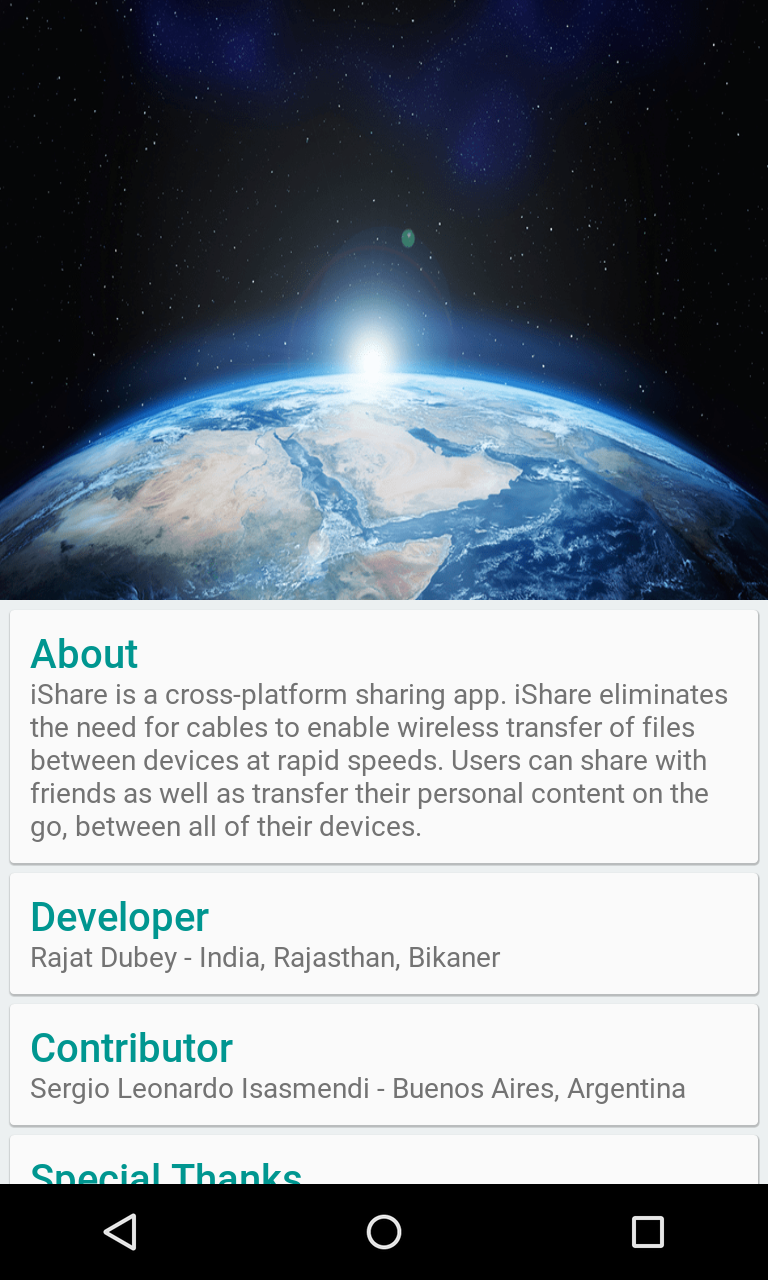 About
iShare is a cross-platform sharing app. iShare eliminates
the need for cables to enable wireless transfer of files
between devices at rapid speeds. Users can share with
friends as well as transfer their personal content on the
go, between all of their devices.
Developer
Rajat Dubey - India, Rajasthan, Bikaner
Contributor
Sergio Leonardo Isasmendi - Buenos Aires, Argentina
Special Thanks